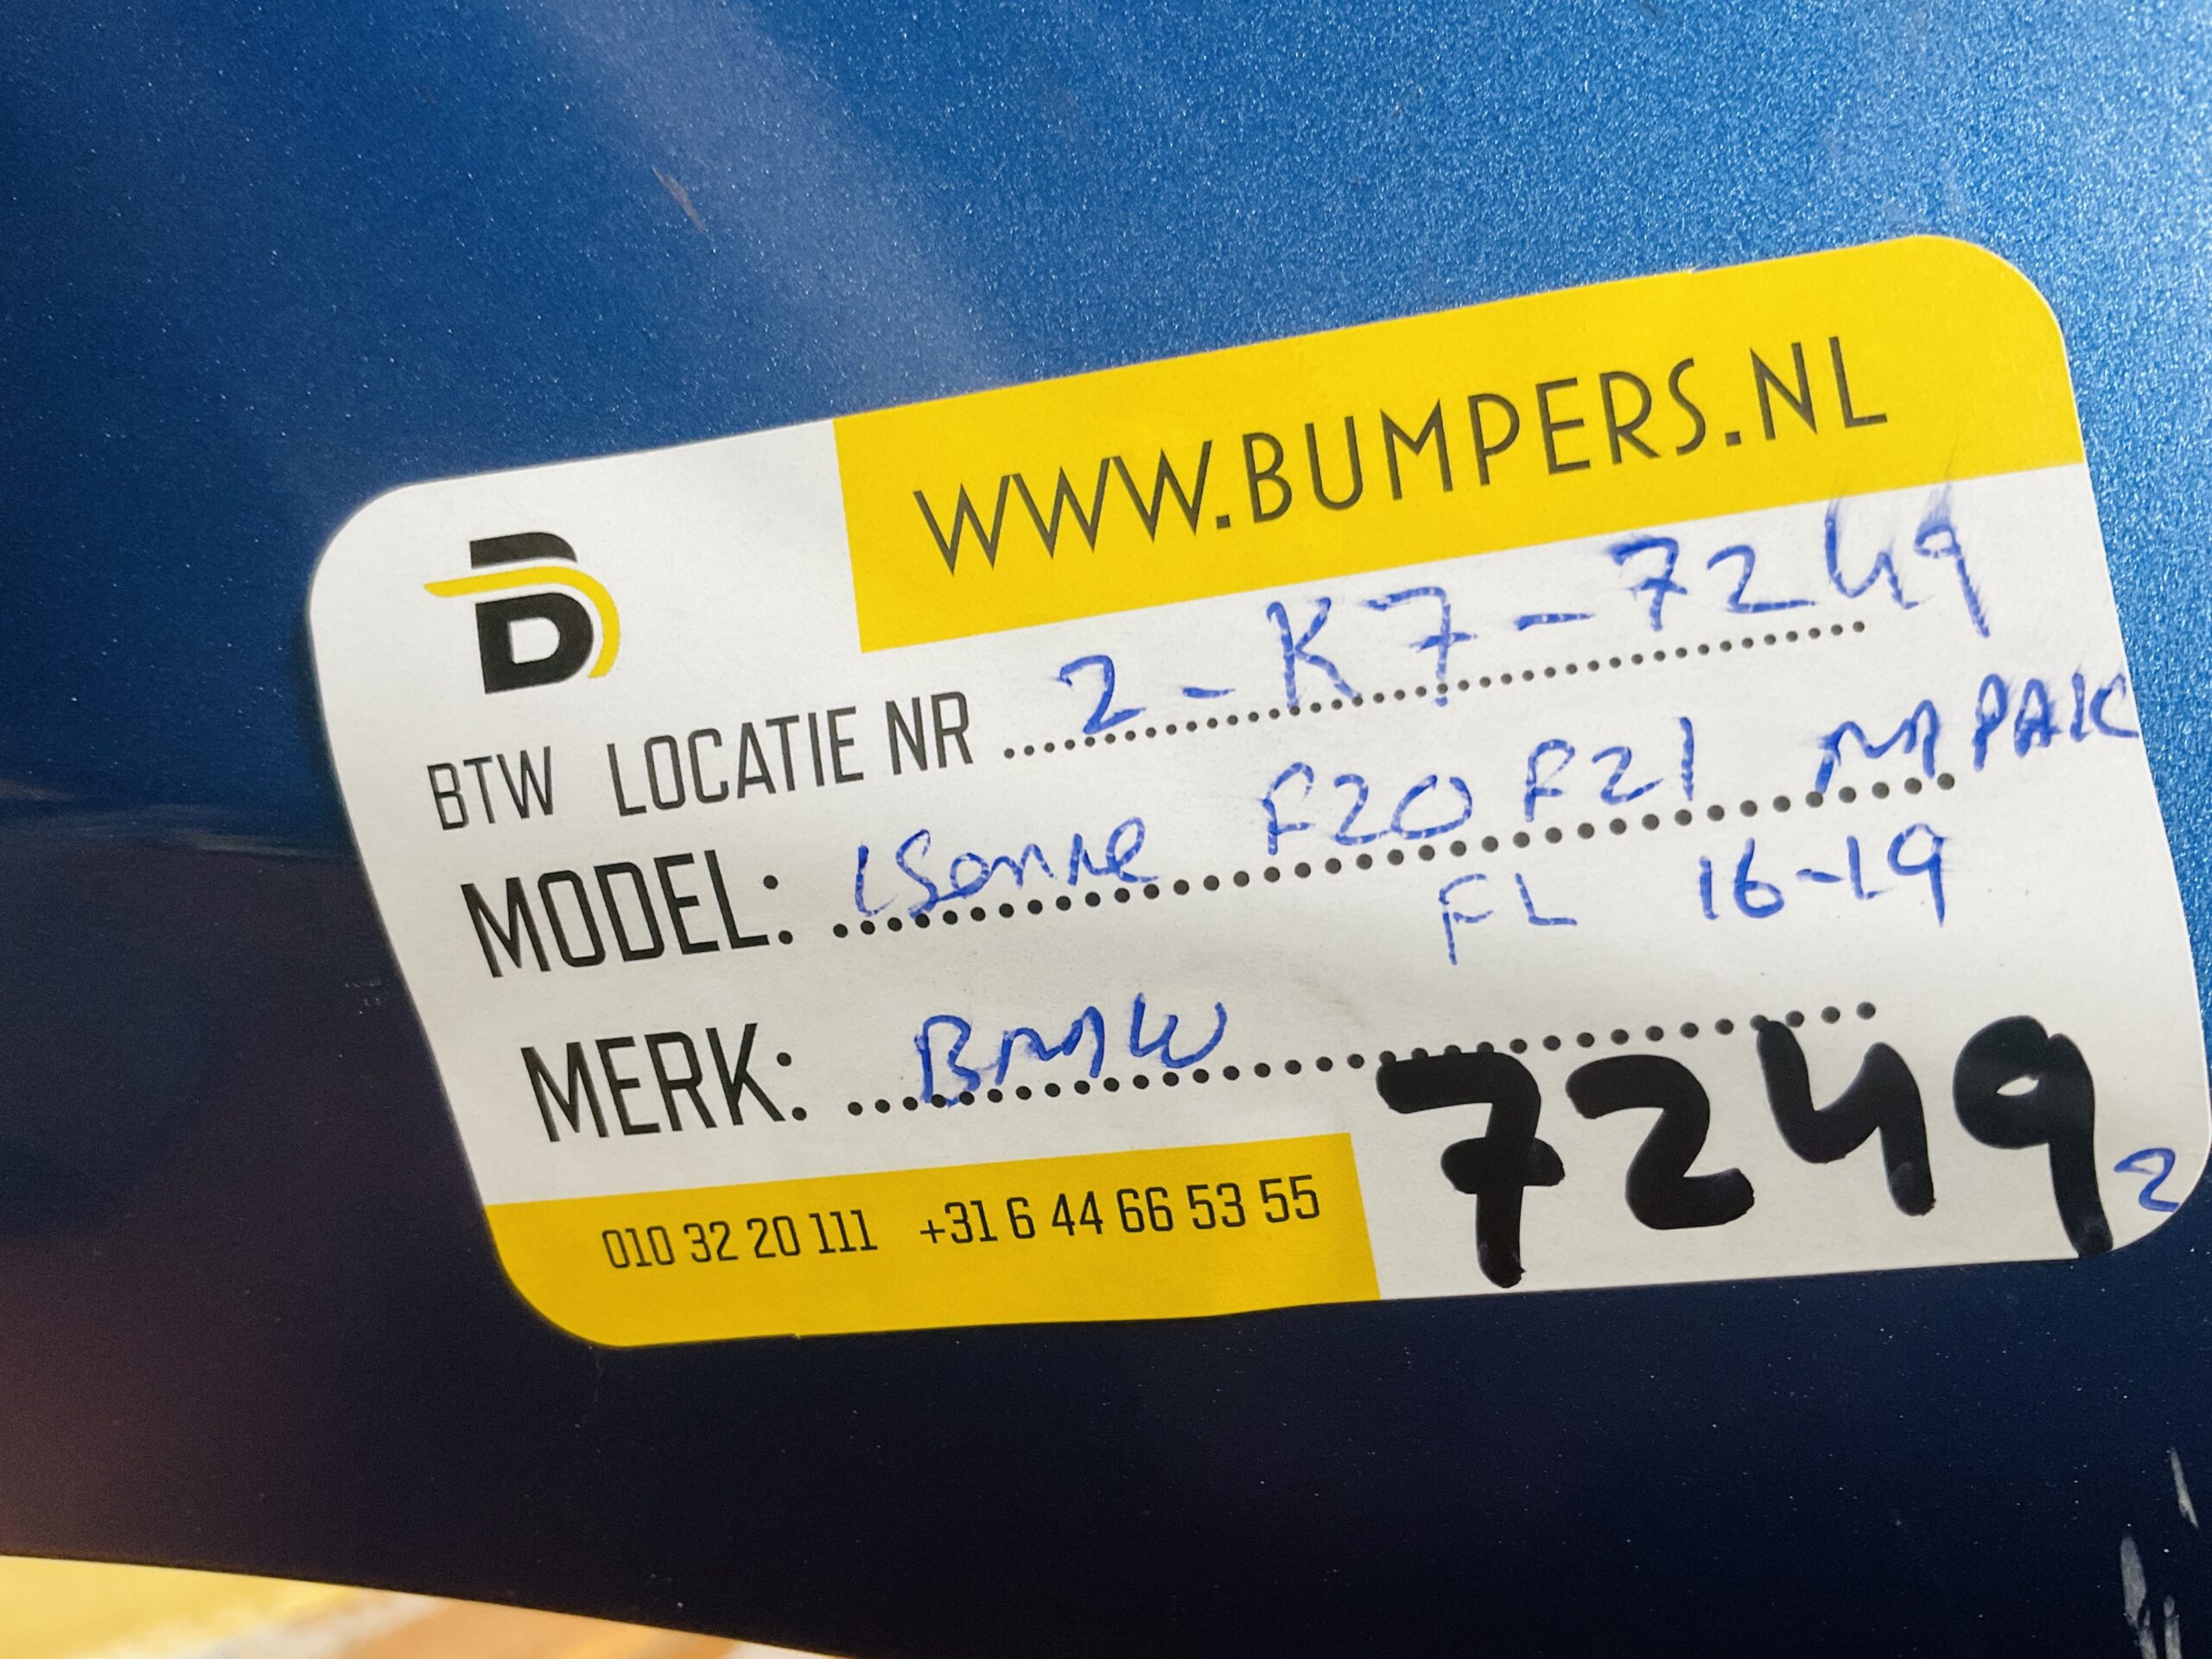 WWW.BUMPERS.NL
B
BTW LOCATIE NR 2-K7-7249
MODEL: 1Serie F20 F21 M PAK
FL 16-19
MERK: BMW
7249
2
010 32 20 111 +31 6 44 66 53 55